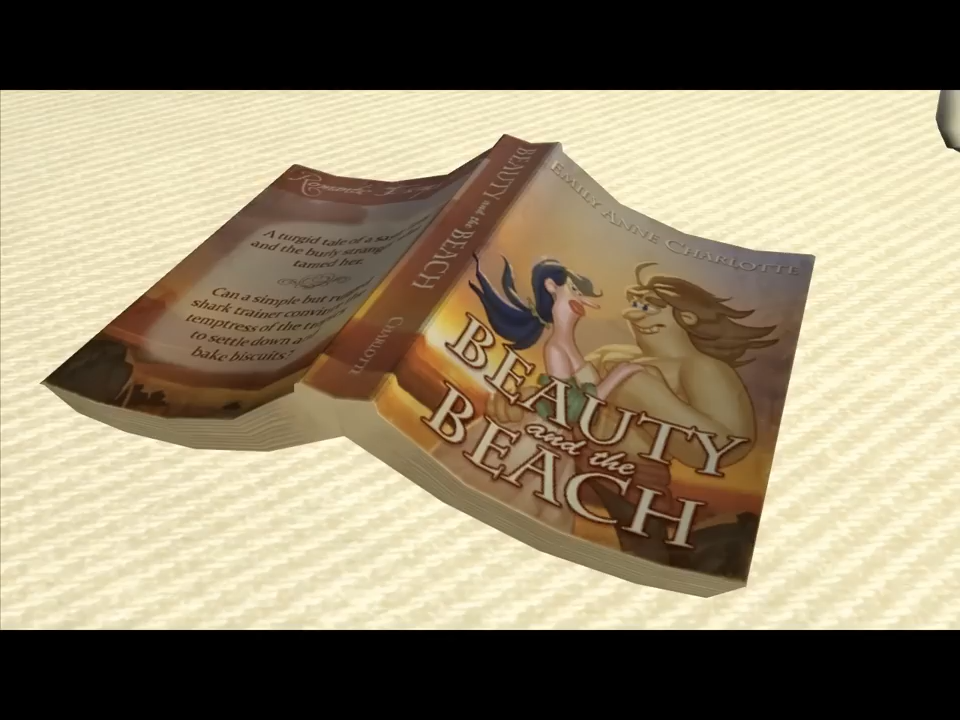 Romantic
A turgid tale of a
and the burly
tamed her.
Can a simple but
shark trainer
temptress of the
to settle down
bake biscuits?
BEAUTY and the BEACH
CHARLOTTE
EMILY ANNE CHARLOTTE
BEAUTY
and the
BEACH